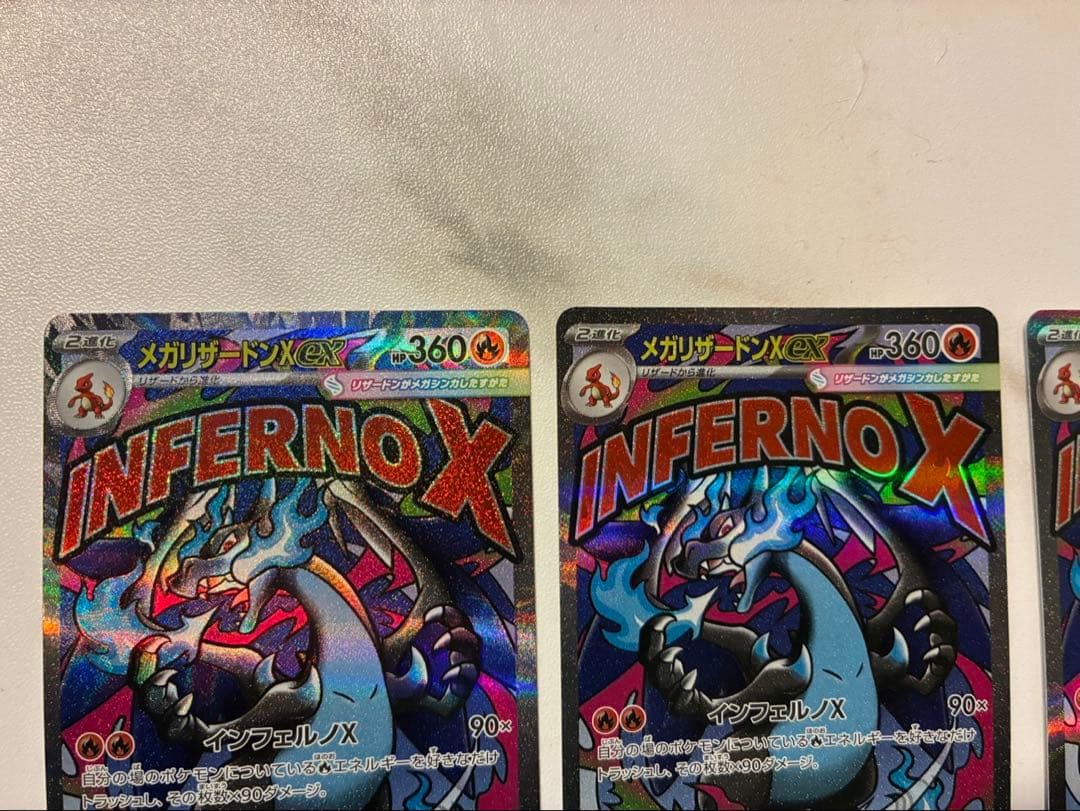 2進化
メガリザードンXex
HP360
リザードから進化
リザードンがメガシンカしたすがた
INFERNO X
インフェルノX
90×
自分の場のポケモンについているエネルギーを好きなだけ
トラッシュし、その枚数×90ダメージ。
2進化
メガリザードンXex
HP360
リザードから進化
リザードンがメガシンカしたすがた
INFERNO X
インフェルノX
90×
自分の場のポケモンについているエネルギーを好きなだけ
トラッシュし、その枚数×90ダメージ。
2進化